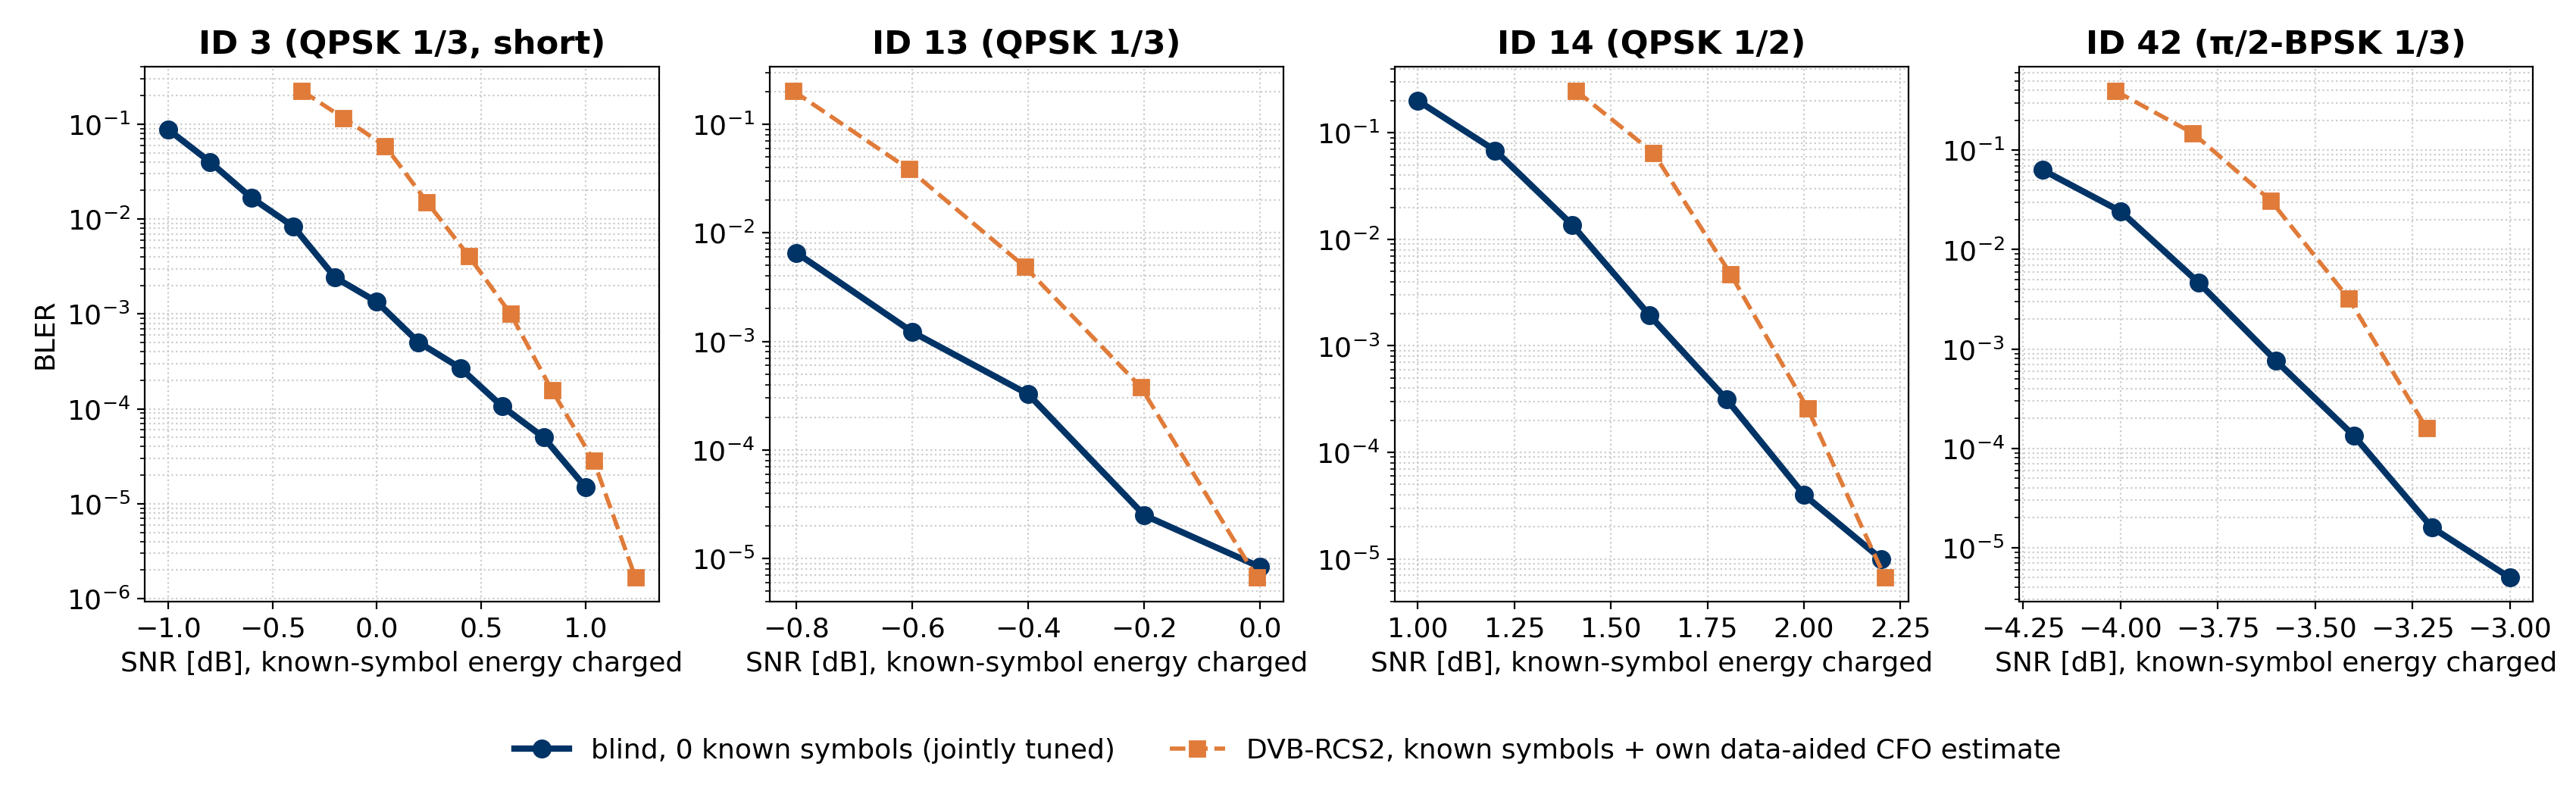 ID 3 (QPSK 1/3, short)
ID 13 (QPSK 1/3)
ID 14 (QPSK 1/2)
ID 42 (π/2-BPSK 1/3)
BLER
10⁻¹
10⁻²
10⁻³
10⁻⁴
10⁻⁵
10⁻⁶
−1.0 −0.5 0.0 0.5 1.0
SNR [dB], known-symbol energy charged
10⁻¹
10⁻²
10⁻³
10⁻⁴
10⁻⁵
−0.8 −0.6 −0.4 −0.2 0.0
SNR [dB], known-symbol energy charged
10⁻¹
10⁻²
10⁻³
10⁻⁴
10⁻⁵
1.00 1.25 1.50 1.75 2.00 2.25
SNR [dB], known-symbol energy charged
10⁻¹
10⁻²
10⁻³
10⁻⁴
10⁻⁵
−4.25 −4.00 −3.75 −3.50 −3.25 −3.00
SNR [dB], known-symbol energy charged
blind, 0 known symbols (jointly tuned)
DVB-RCS2, known symbols + own data-aided CFO estimate